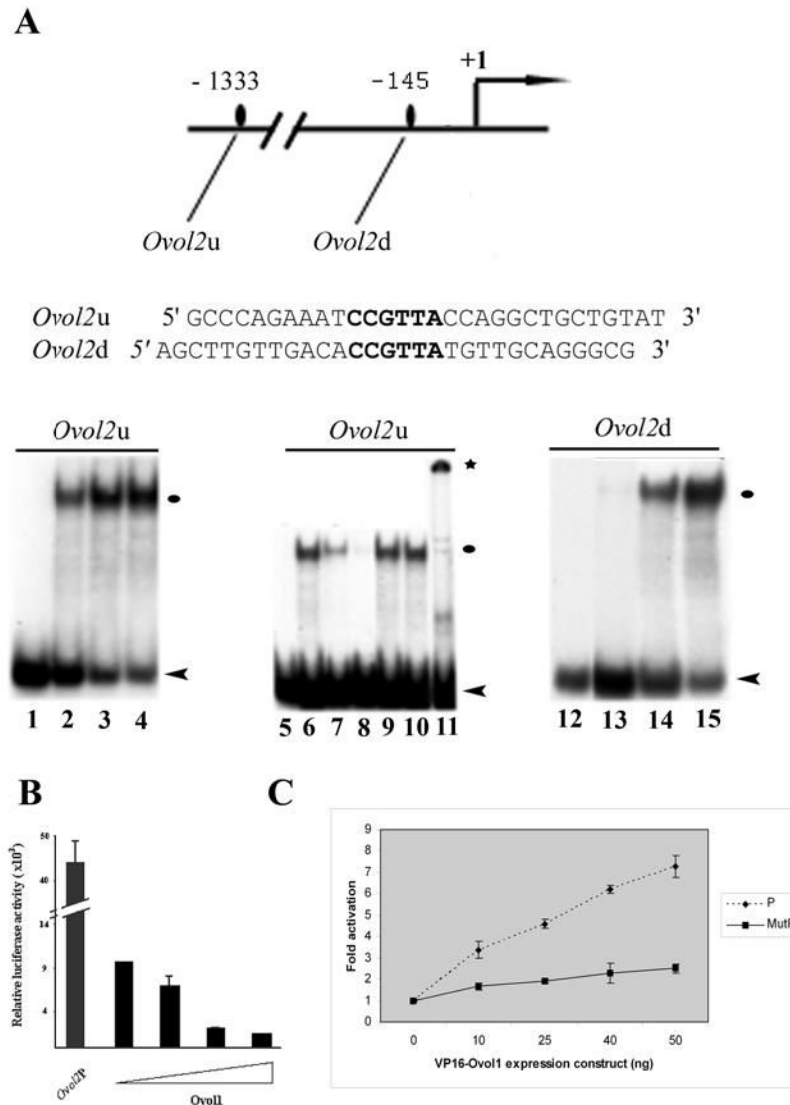 A
- 1333
-145
+1
Ovol2u
Ovol2d
Ovol2u 5' GCCCAGAAATCCGTTACCAGGCTGCTGTAT 3'
Ovol2d 5' AGCTTGTTGACACCGTTATGTTGCAGGGCG 3'
Ovol2u
Ovol2u
Ovol2d
1 2 3 4
5 6 7 8 9 10 11
12 13 14 15
B
Relative luciferase activity (x10³)
50
40
14
9
4
Ovol2P
Ovol1
C
Fold activation
9
8
7
6
5
4
3
2
1
0
0 10 25 40 50
VP16-Ovol1 expression construct (ng)
P